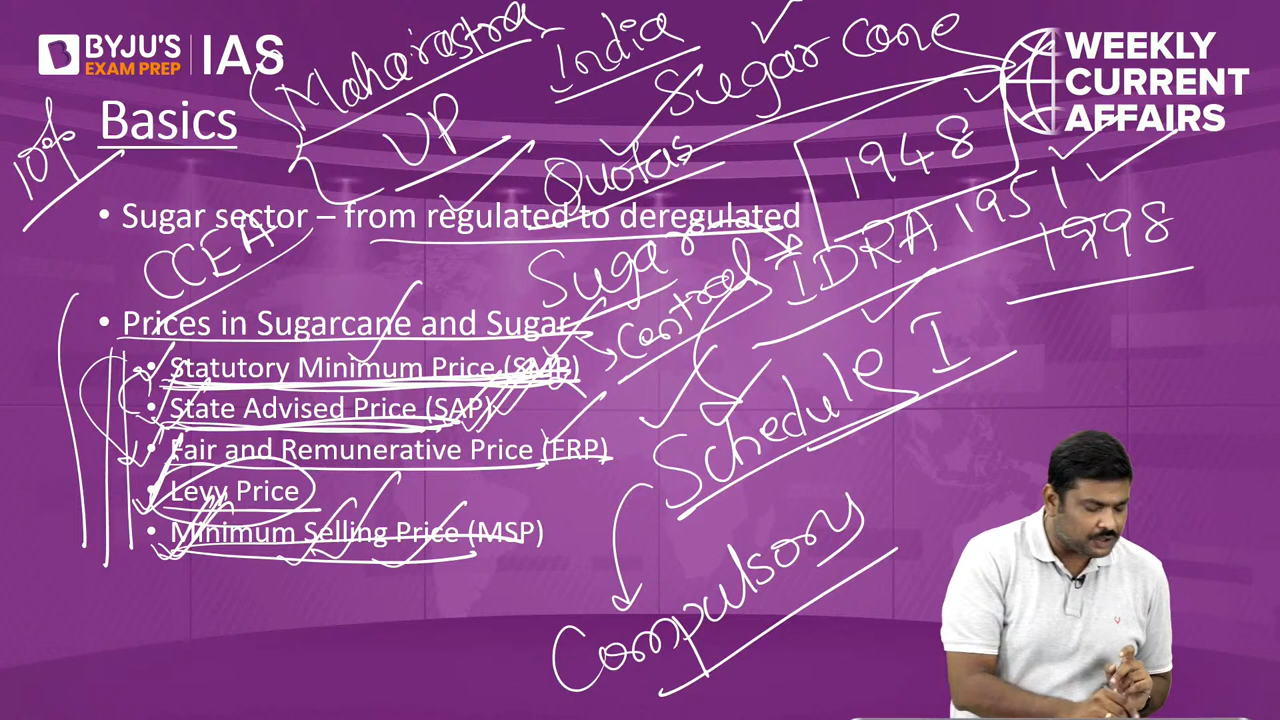 BYJU'S
EXAM PREP
IAS
WEEKLY
CURRENT
AFFAIRS
Maharastra
India
Sugar cane
10%
Basics
UP
Quotas
1948
• Sugar sector – from regulated to deregulated
IDRA 1951
1998
CCEA
Sugar
Central
• Prices in Sugarcane and Sugar
• Statutory Minimum Price (SMP)
• State Advised Price (SAP)
• Fair and Remunerative Price (FRP)
• Levy Price
• Minimum Selling Price (MSP)
Schedule I
Compulsory